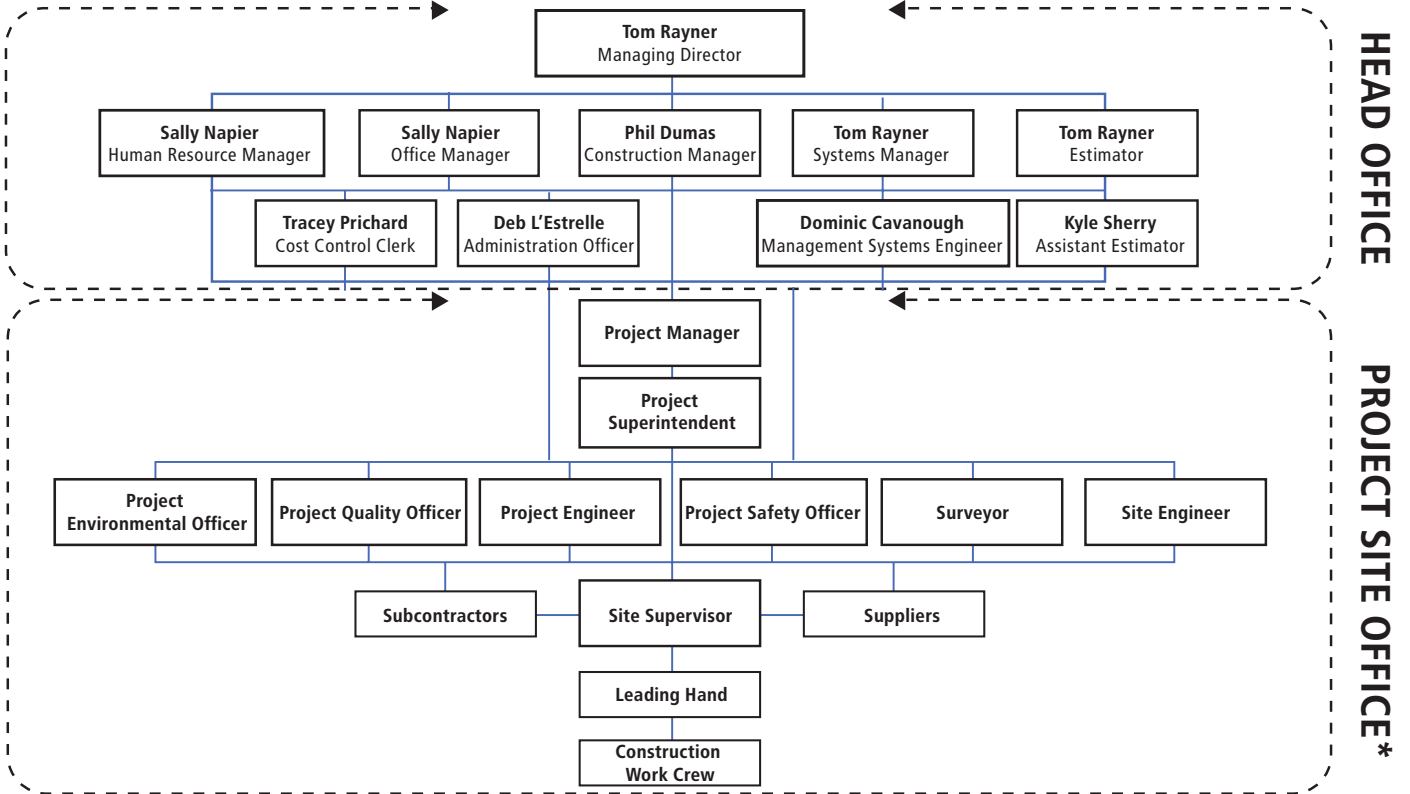 Tom Rayner
Managing Director
HEAD OFFICE
Sally Napier
Human Resource Manager
Sally Napier
Office Manager
Phil Dumas
Construction Manager
Tom Rayner
Systems Manager
Tom Rayner
Estimator
Tracey Prichard
Cost Control Clerk
Deb L'Estrelle
Administration Officer
Dominic Cavanough
Management Systems Engineer
Kyle Sherry
Assistant Estimator
PROJECT SITE OFFICE*
Project Manager
Project
Superintendent
Project
Environmental Officer
Project Quality Officer
Project Engineer
Project Safety Officer
Surveyor
Site Engineer
Subcontractors
Site Supervisor
Suppliers
Leading Hand
Construction
Work Crew